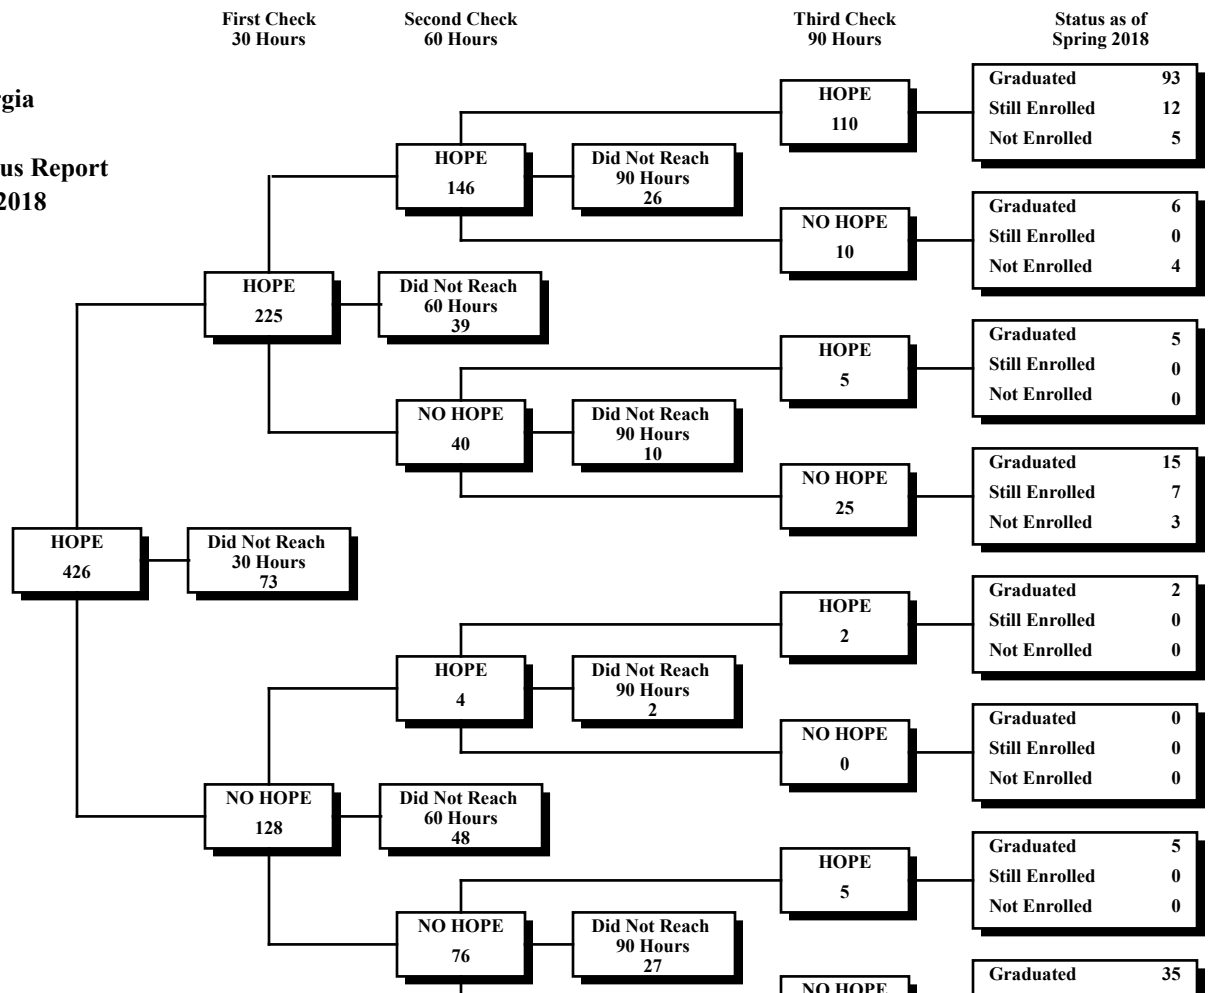 First Check
30 Hours
Second Check
60 Hours
Third Check
90 Hours
Status as of
Spring 2018
Graduated 93
Still Enrolled 12
Not Enrolled 5
HOPE
110
HOPE
146
Did Not Reach
90 Hours
26
Graduated 6
Still Enrolled 0
Not Enrolled 4
NO HOPE
10
HOPE
225
Did Not Reach
60 Hours
39
Graduated 5
Still Enrolled 0
Not Enrolled 0
HOPE
5
NO HOPE
40
Did Not Reach
90 Hours
10
Graduated 15
Still Enrolled 7
Not Enrolled 3
NO HOPE
25
HOPE
426
Did Not Reach
30 Hours
73
Graduated 2
Still Enrolled 0
Not Enrolled 0
HOPE
2
HOPE
4
Did Not Reach
90 Hours
2
Graduated 0
Still Enrolled 0
Not Enrolled 0
NO HOPE
0
NO HOPE
128
Did Not Reach
60 Hours
48
Graduated 5
Still Enrolled 0
Not Enrolled 0
HOPE
5
NO HOPE
76
Did Not Reach
90 Hours
27
Graduated 35
NO HOPE
Report
2018